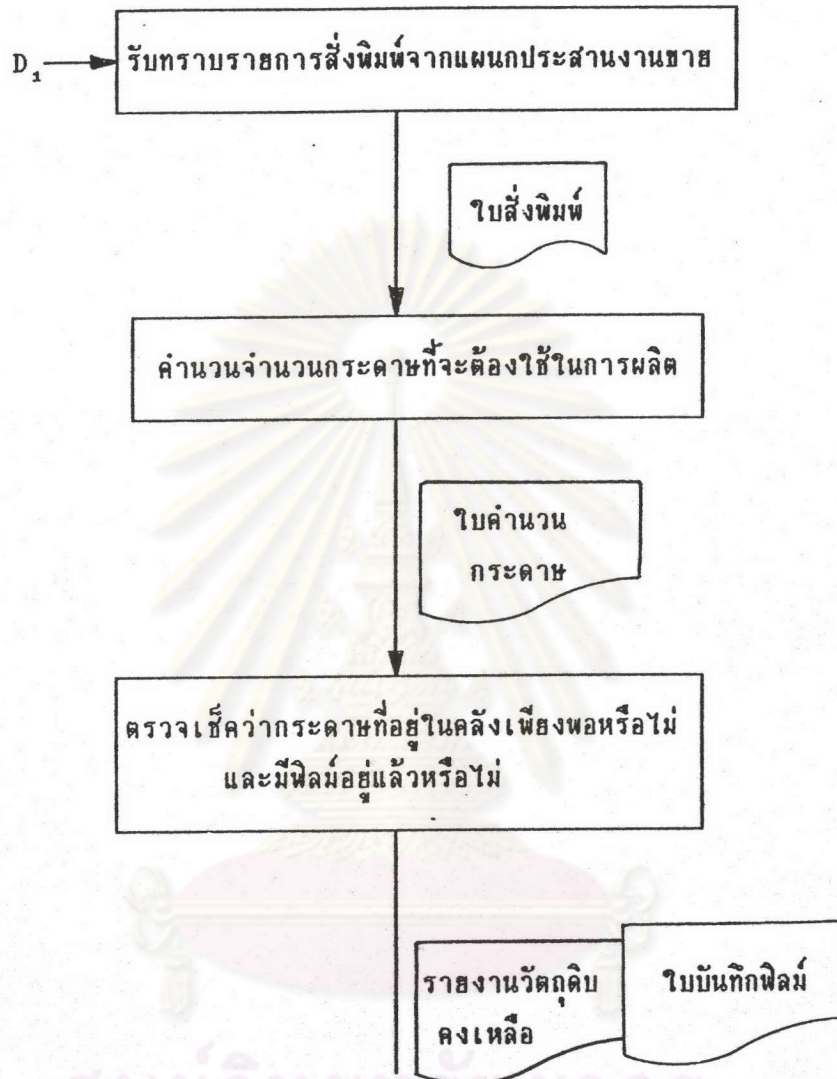 D₁ รับทราบรายการสั่งพิมพ์จากแผนกประสานงานขาย
ใบสั่งพิมพ์
คำนวนจำนวนกระดาษที่จะต้องใช้ในการผลิต
ใบคำนวน
กระดาษ
ตรวจเช็คว่ากระดาษที่อยู่ในคลังเพียงพอหรือไม่
และมีฟิลม์อยู่แล้วหรือไม่
รายงานวัตถุดิบ
คงเหลือ
ใบบันทึกฟิลม์